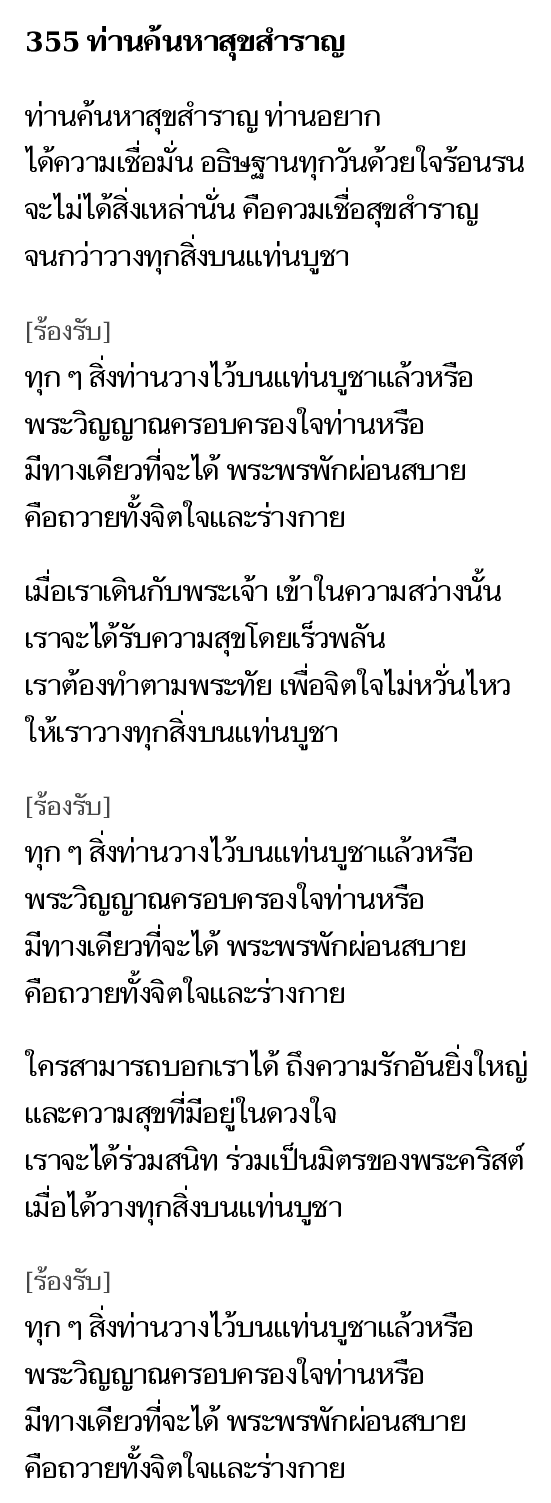 355 ท่านค้นหาสุขสำราญ
ท่านค้นหาสุขสำราญ ท่านอยาก
ได้ความเชื่อมั่น อธิษฐานทุกวันด้วยใจร้อนรน
จะไม่ได้สิ่งเหล่านั่น คือควมเชื่อสุขสำราญ
จนกว่าวางทุกสิ่งบนแท่นบูชา
[ร้องรับ]
ทุก ๆ สิ่งท่านวางไว้บนแท่นบูชาแล้วหรือ
พระวิญญาณครอบครองใจท่านหรือ
มีทางเดียวที่จะได้ พระพรพักผ่อนสบาย
คือถวายทั้งจิตใจและร่างกาย
เมื่อเราเดินกับพระเจ้า เข้าในความสว่างนั้น
เราจะได้รับความสุขโดยเร็วพลัน
เราต้องทำตามพระทัย เพื่อจิตใจไม่หวั่นไหว
ให้เราวางทุกสิ่งบนแท่นบูชา
[ร้องรับ]
ทุก ๆ สิ่งท่านวางไว้บนแท่นบูชาแล้วหรือ
พระวิญญาณครอบครองใจท่านหรือ
มีทางเดียวที่จะได้ พระพรพักผ่อนสบาย
คือถวายทั้งจิตใจและร่างกาย
ใครสามารถบอกเราได้ ถึงความรักอันยิ่งใหญ่
และความสุขที่มีอยู่ในดวงใจ
เราจะได้ร่วมสนิท ร่วมเป็นมิตรของพระคริสต์
เมื่อได้วางทุกสิ่งบนแท่นบูชา
[ร้องรับ]
ทุก ๆ สิ่งท่านวางไว้บนแท่นบูชาแล้วหรือ
พระวิญญาณครอบครองใจท่านหรือ
มีทางเดียวที่จะได้ พระพรพักผ่อนสบาย
คือถวายทั้งจิตใจและร่างกาย